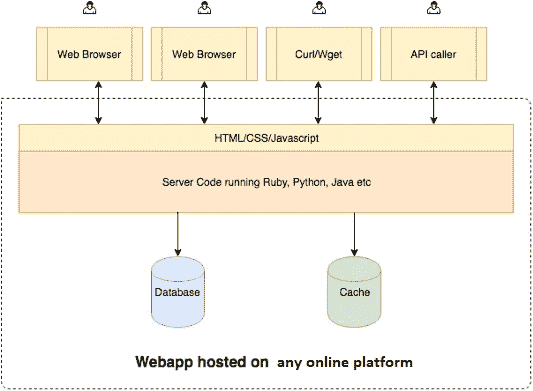 Web Browser
Web Browser
Curl/Wget
API caller
HTML/CSS/Javascript
Server Code running Ruby, Python, Java etc
Database
Cache
Webapp hosted on any online platform